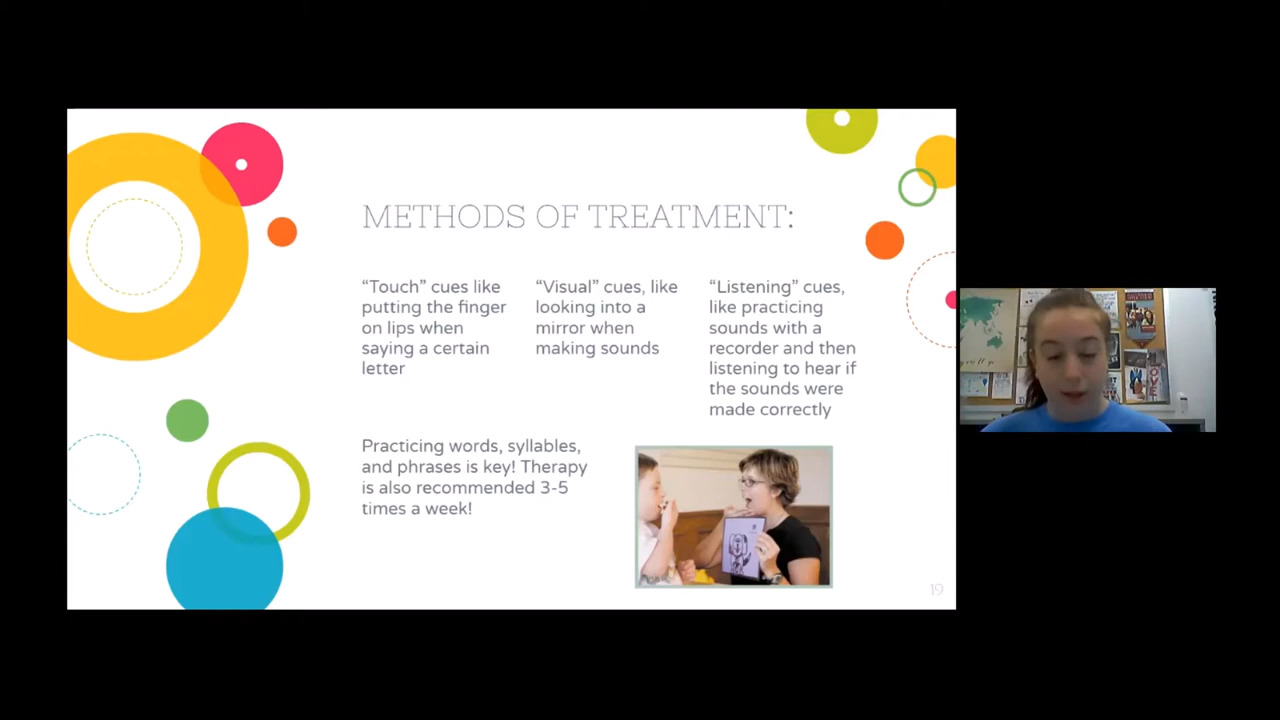 METHODS OF TREATMENT:
“Touch” cues like
putting the finger
on lips when
saying a certain
letter
“Visual” cues, like
looking into a
mirror when
making sounds
“Listening” cues,
like practicing
sounds with a
recorder and then
listening to hear if
the sounds were
made correctly
Practicing words, syllables,
and phrases is key! Therapy
is also recommended 3-5
times a week!
19